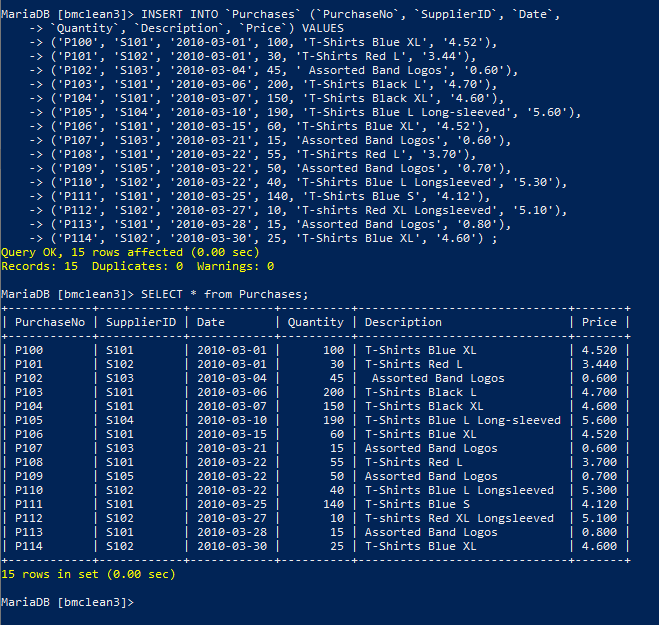 MariaDB [bmclean3]> INSERT INTO `Purchases` (`PurchaseNo`, `SupplierID`, `Date`,
    -> `Quantity`, `Description`, `Price`) VALUES
    -> ('P100', 'S101', '2010-03-01', 100, 'T-Shirts Blue XL', '4.52'),
    -> ('P101', 'S102', '2010-03-01', 30, 'T-Shirts Red L', '3.44'),
    -> ('P102', 'S103', '2010-03-04', 45, ' Assorted Band Logos', '0.60'),
    -> ('P103', 'S101', '2010-03-06', 200, 'T-Shirts Black L', '4.70'),
    -> ('P104', 'S101', '2010-03-07', 150, 'T-Shirts Black XL', '4.60'),
    -> ('P105', 'S104', '2010-03-10', 190, 'T-Shirts Blue L Long-sleeved', '5.60'),
    -> ('P106', 'S101', '2010-03-15', 60, 'T-Shirts Blue XL', '4.52'),
    -> ('P107', 'S103', '2010-03-21', 15, 'Assorted Band Logos', '0.60'),
    -> ('P108', 'S101', '2010-03-22', 55, 'T-Shirts Red L', '3.70'),
    -> ('P109', 'S105', '2010-03-22', 50, 'Assorted Band Logos', '0.70'),
    -> ('P110', 'S102', '2010-03-22', 40, 'T-Shirts Blue L Longsleeved', '5.30'),
    -> ('P111', 'S101', '2010-03-25', 140, 'T-Shirts Blue S', '4.12'),
    -> ('P112', 'S102', '2010-03-27', 10, 'T-shirts Red XL Longsleeved', '5.10'),
    -> ('P113', 'S101', '2010-03-28', 15, 'Assorted Band Logos', '0.80'),
    -> ('P114', 'S102', '2010-03-30', 25, 'T-Shirts Blue XL', '4.60') ;
Query OK, 15 rows affected (0.00 sec)
Records: 15  Duplicates: 0  Warnings: 0
MariaDB [bmclean3]> SELECT * from Purchases;
+------------+------------+------------+----------+------------------------------+-------+
| PurchaseNo | SupplierID | Date       | Quantity | Description                  | Price |
+------------+------------+------------+----------+------------------------------+-------+
| P100       | S101       | 2010-03-01 |      100 | T-Shirts Blue XL             | 4.520 |
| P101       | S102       | 2010-03-01 |       30 | T-Shirts Red L               | 3.440 |
| P102       | S103       | 2010-03-04 |       45 |  Assorted Band Logos         | 0.600 |
| P103       | S101       | 2010-03-06 |      200 | T-Shirts Black L             | 4.700 |
| P104       | S101       | 2010-03-07 |      150 | T-Shirts Black XL            | 4.600 |
| P105       | S104       | 2010-03-10 |      190 | T-Shirts Blue L Long-sleeved | 5.600 |
| P106       | S101       | 2010-03-15 |       60 | T-Shirts Blue XL             | 4.520 |
| P107       | S103       | 2010-03-21 |       15 | Assorted Band Logos          | 0.600 |
| P108       | S101       | 2010-03-22 |       55 | T-Shirts Red L               | 3.700 |
| P109       | S105       | 2010-03-22 |       50 | Assorted Band Logos          | 0.700 |
| P110       | S102       | 2010-03-22 |       40 | T-Shirts Blue L Longsleeved  | 5.300 |
| P111       | S101       | 2010-03-25 |      140 | T-Shirts Blue S              | 4.120 |
| P112       | S102       | 2010-03-27 |       10 | T-shirts Red XL Longsleeved  | 5.100 |
| P113       | S101       | 2010-03-28 |       15 | Assorted Band Logos          | 0.800 |
| P114       | S102       | 2010-03-30 |       25 | T-Shirts Blue XL             | 4.600 |
+------------+------------+------------+----------+------------------------------+-------+
15 rows in set (0.00 sec)
MariaDB [bmclean3]>